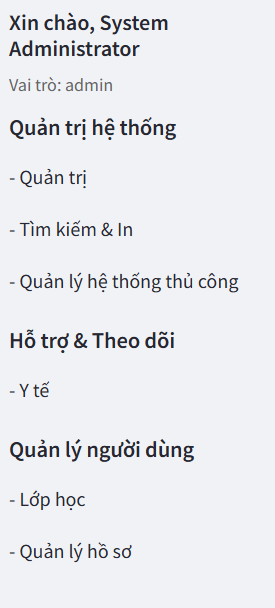 Xin chào, System
Administrator
Vai trò: admin
Quản trị hệ thống
- Quản trị
- Tìm kiếm & In
- Quản lý hệ thống thủ công
Hỗ trợ & Theo dõi
- Y tế
Quản lý người dùng
- Lớp học
- Quản lý hồ sơ